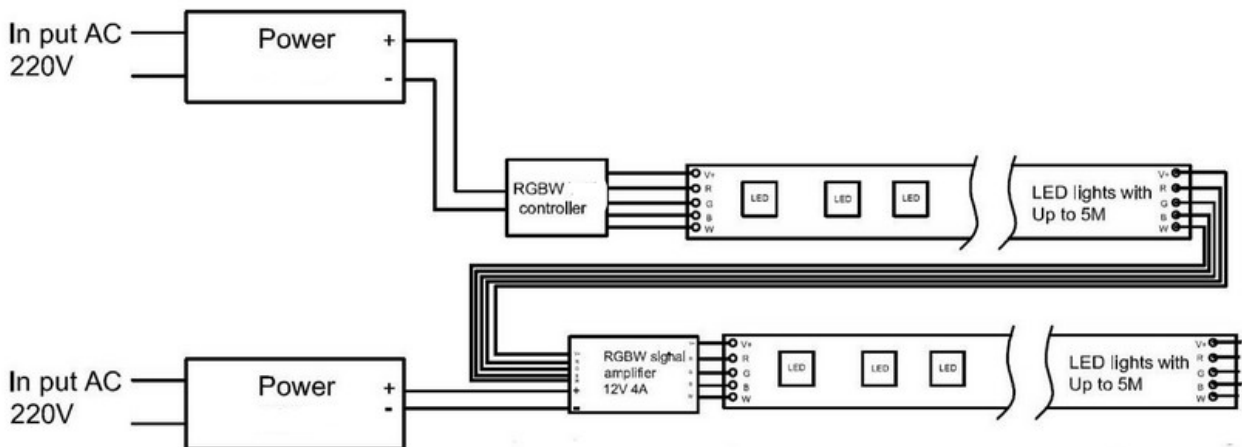 In put AC
220V
Power
+
-
RGBW
controller
V+
R
G
B
W
LED
LED
LED
LED lights with
Up to 5M
V+
R
G
B
W
In put AC
220V
Power
+
-
+
-
RGBW signal
amplifier
12V 4A
V+
R
G
B
W
LED
LED
LED
LED lights with
Up to 5M
V+
R
G
B
W